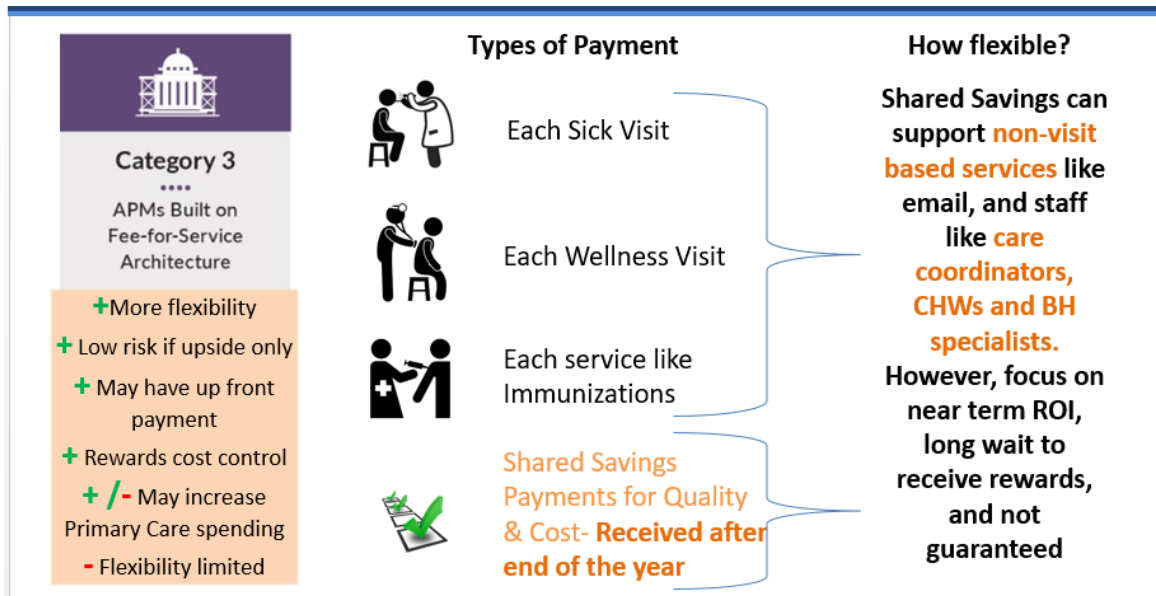 Category 3
APMs Built on
Fee-for-Service
Architecture
+More flexibility
+ Low risk if upside only
+ May have up front
payment
+ Rewards cost control
+ /- May increase
Primary Care spending
- Flexibility limited
Types of Payment
Each Sick Visit
Each Wellness Visit
Each service like
Immunizations
Shared Savings
Payments for Quality
& Cost- Received after
end of the year
How flexible?
Shared Savings can
support non-visit
based services like
email, and staff
like care
coordinators,
CHWs and BH
specialists.
However, focus on
near term ROI,
long wait to
receive rewards,
and not
guaranteed